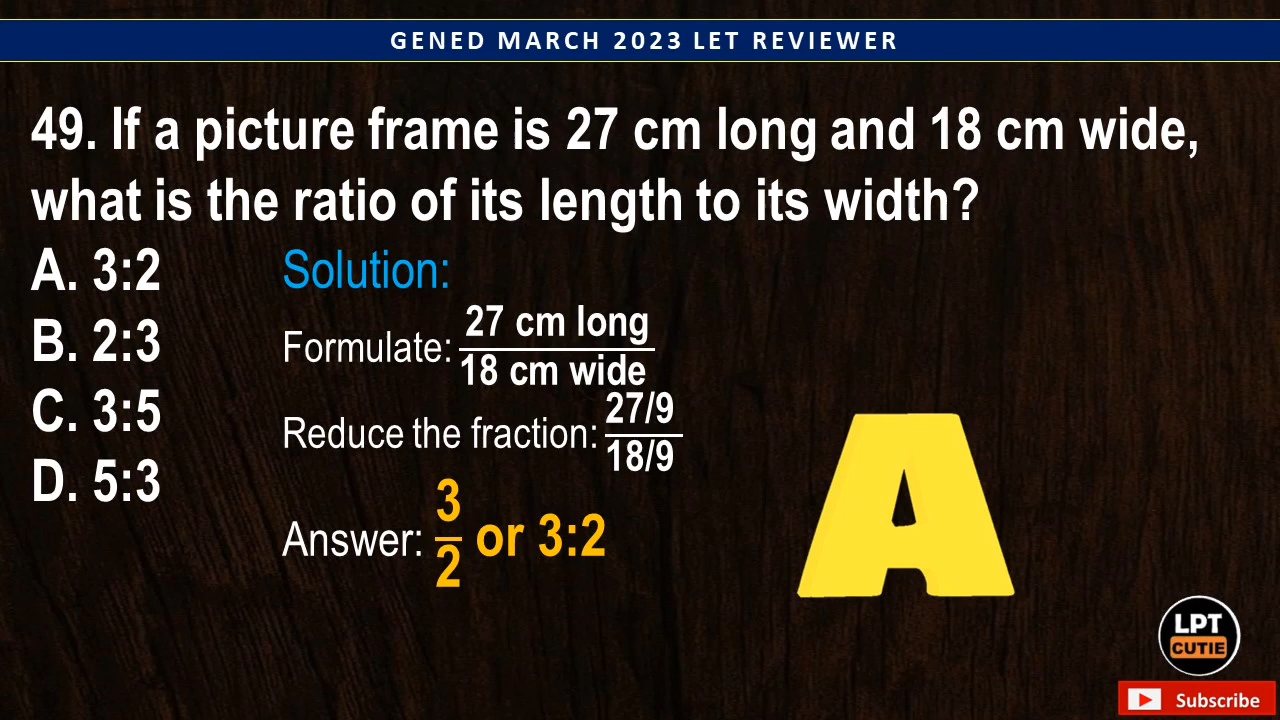 GENED MARCH 2023 LET REVIEWER
49. If a picture frame is 27 cm long and 18 cm wide,
what is the ratio of its length to its width?
A. 3:2
B. 2:3
C. 3:5
D. 5:3
Solution:
Formulate: 27 cm long
18 cm wide
Reduce the fraction: 27/9
18/9
Answer: 3
2 or 3:2
A
LPT
CUTIE
Subscribe